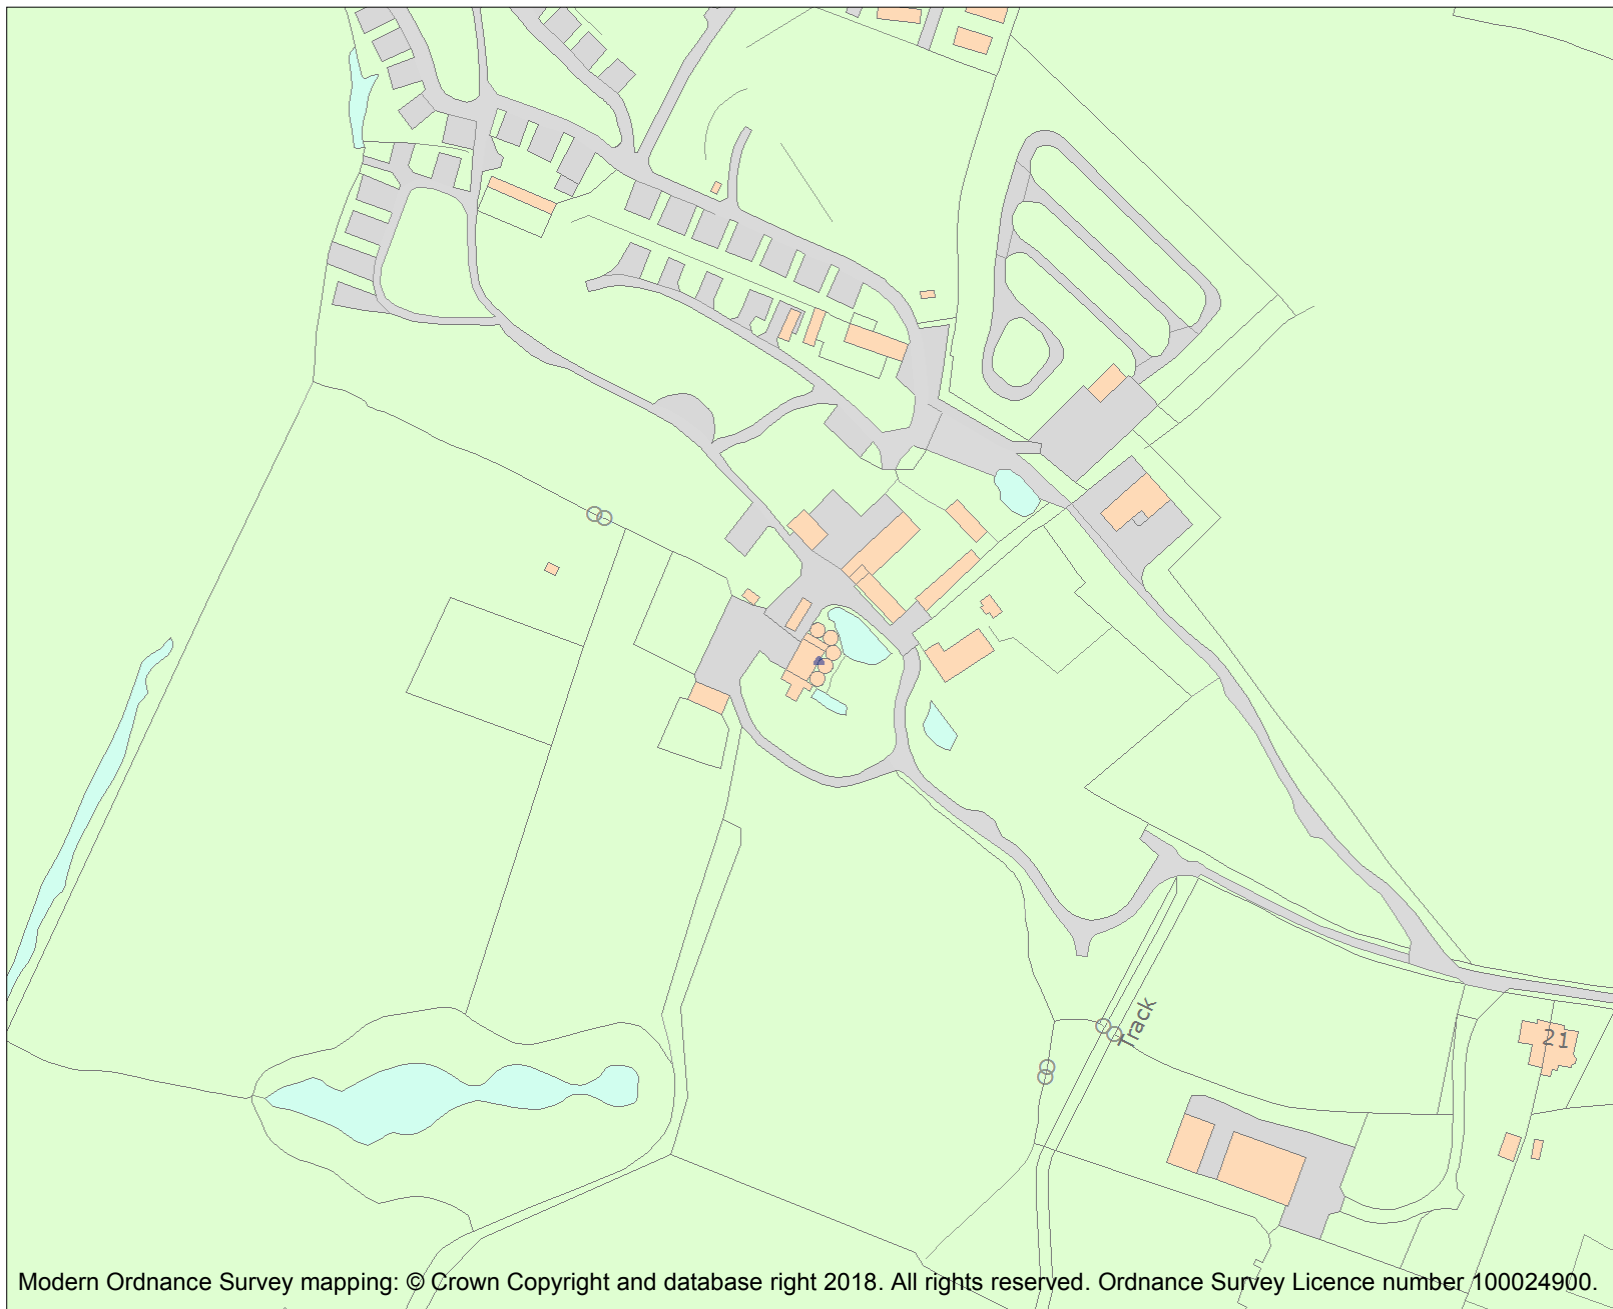 Track
21
Modern Ordnance Survey mapping: © Crown Copyright and database right 2018. All rights reserved. Ordnance Survey Licence number 100024900.